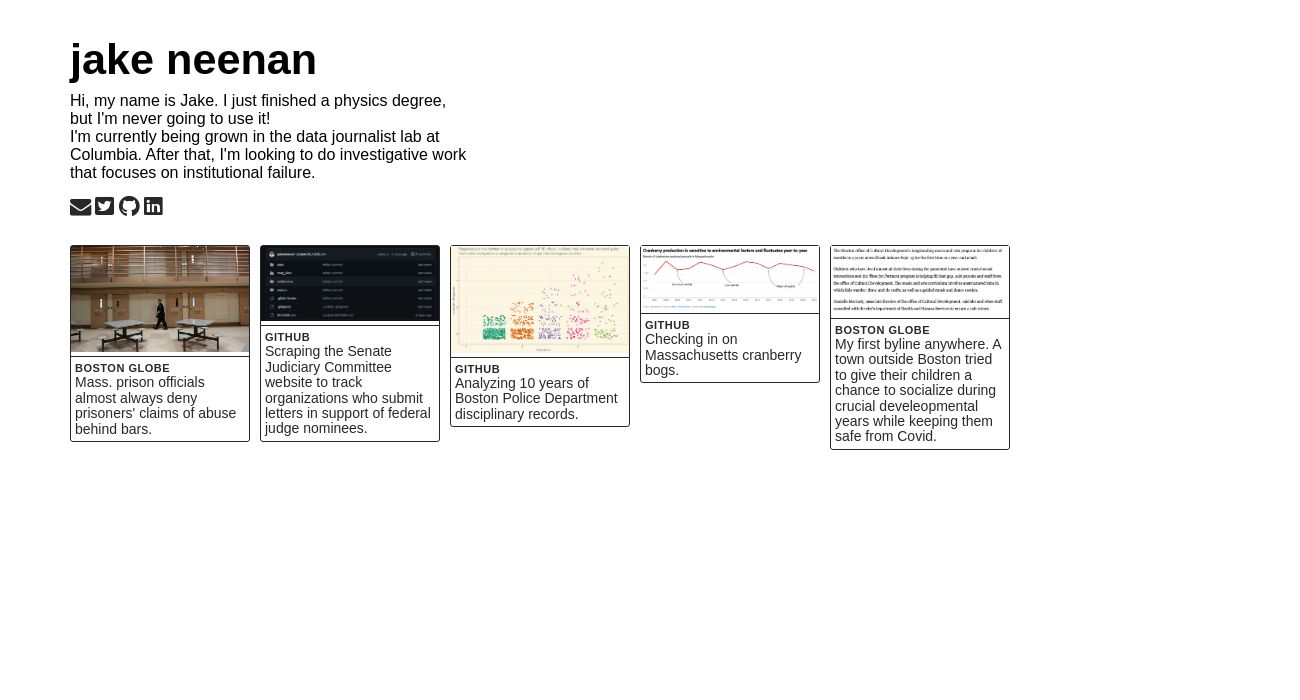 jake neenan
Hi, my name is Jake. I just finished a physics degree,
but I'm never going to use it!
I'm currently being grown in the data journalist lab at
Columbia. After that, I'm looking to do investigative work
that focuses on institutional failure.
BOSTON GLOBE
Mass. prison officials
almost always deny
prisoners' claims of abuse
behind bars.
GITHUB
Scraping the Senate
Judiciary Committee
website to track
organizations who submit
letters in support of federal
judge nominees.
GITHUB
Analyzing 10 years of
Boston Police Department
disciplinary records.
Cranberry production is sensitive to environmental factors and fluctuates year-to-year
GITHUB
Checking in on
Massachusetts cranberry
bogs.
BOSTON GLOBE
My first byline anywhere. A
town outside Boston tried
to give their children a
chance to socialize during
crucial develeopmental
years while keeping them
safe from Covid.